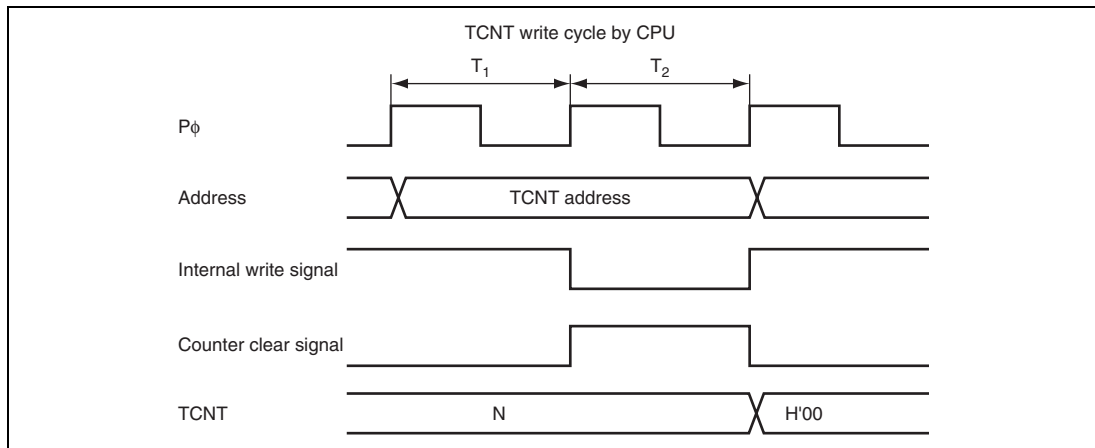 TCNT write cycle by CPU
T1 T2
Pϕ
Address TCNT address
Internal write signal
Counter clear signal
TCNT N H'00